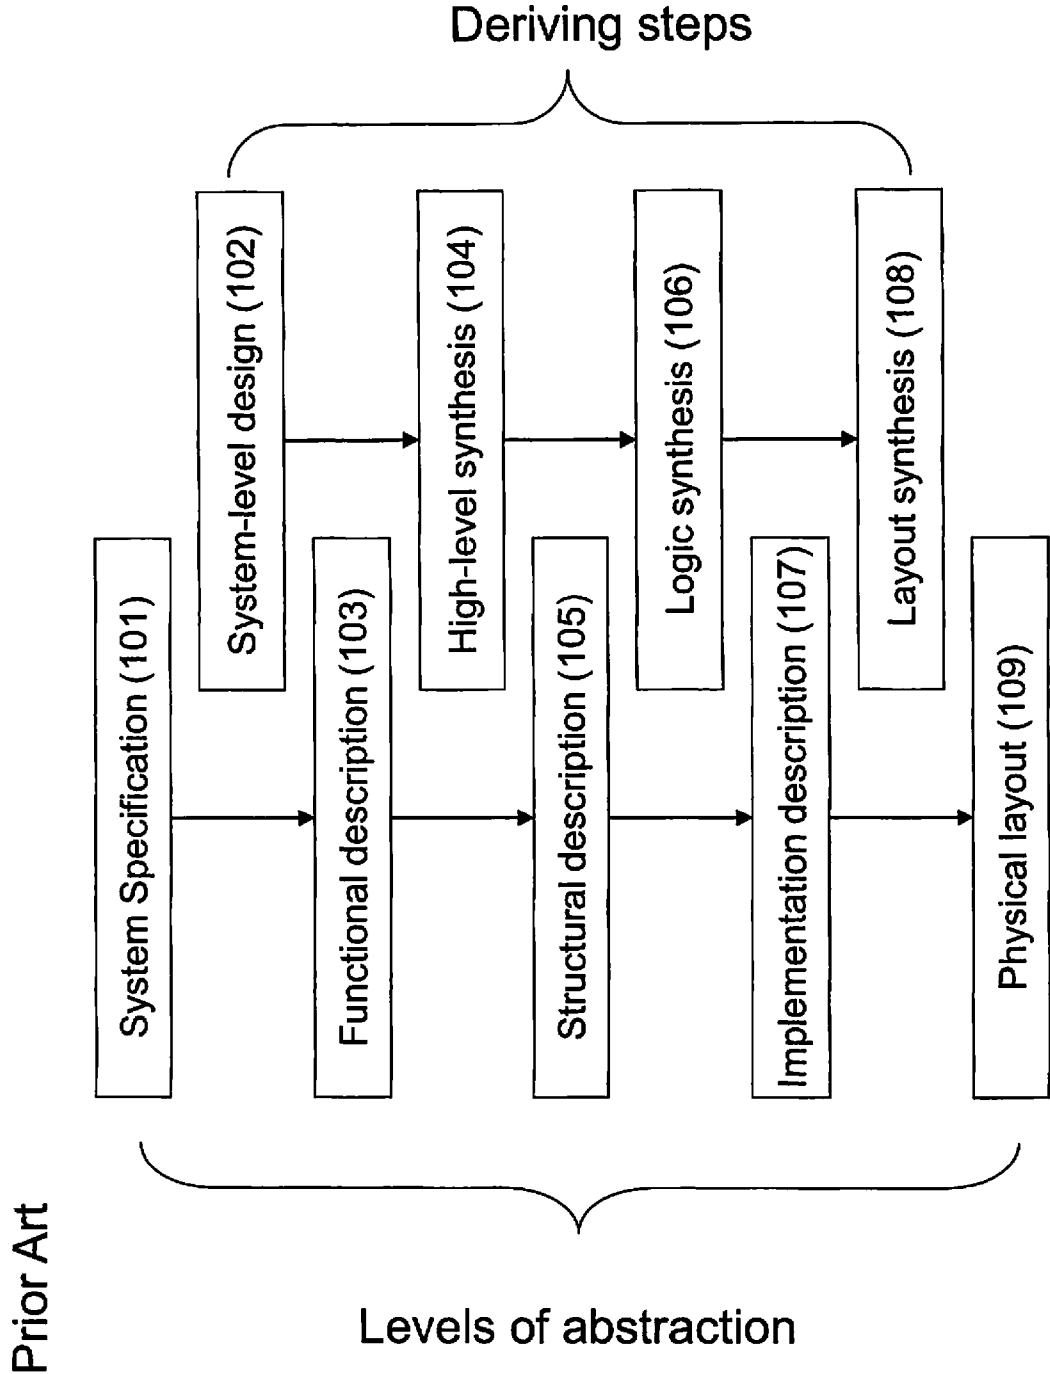 Prior Art
Deriving steps
System Specification (101)
System-level design (102)
Functional description (103)
High-level synthesis (104)
Structural description (105)
Logic synthesis (106)
Implementation description (107)
Layout synthesis (108)
Physical layout (109)
Levels of abstraction